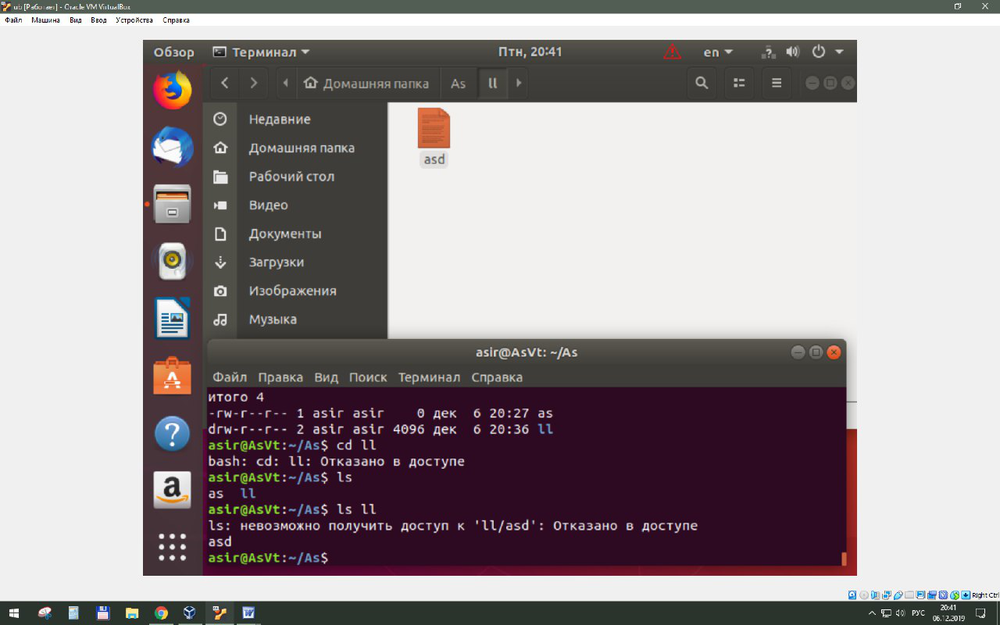 ub [Работает] - Oracle VM VirtualBox
Файл Машина Вид Ввод Устройства Справка
Обзор Терминал Птн, 20:41 en
Домашняя папка As ll
Недавние
Домашняя папка
Рабочий стол
Видео
Документы
Загрузки
Изображения
Музыка
asd
asir@AsVt: ~/As
Файл Правка Вид Поиск Терминал Справка
итого 4
-rw-r--r-- 1 asir asir    0 дек  6 20:27 as
drw-r--r-- 2 asir asir 4096 дек  6 20:36 ll
asir@AsVt:~/As$ cd ll
bash: cd: ll: Отказано в доступе
asir@AsVt:~/As$ ls
as  ll
asir@AsVt:~/As$ ls ll
ls: невозможно получить доступ к 'll/asd': Отказано в доступе
asd
asir@AsVt:~/As$
Right Ctrl
РУС
20:41
06.12.2019